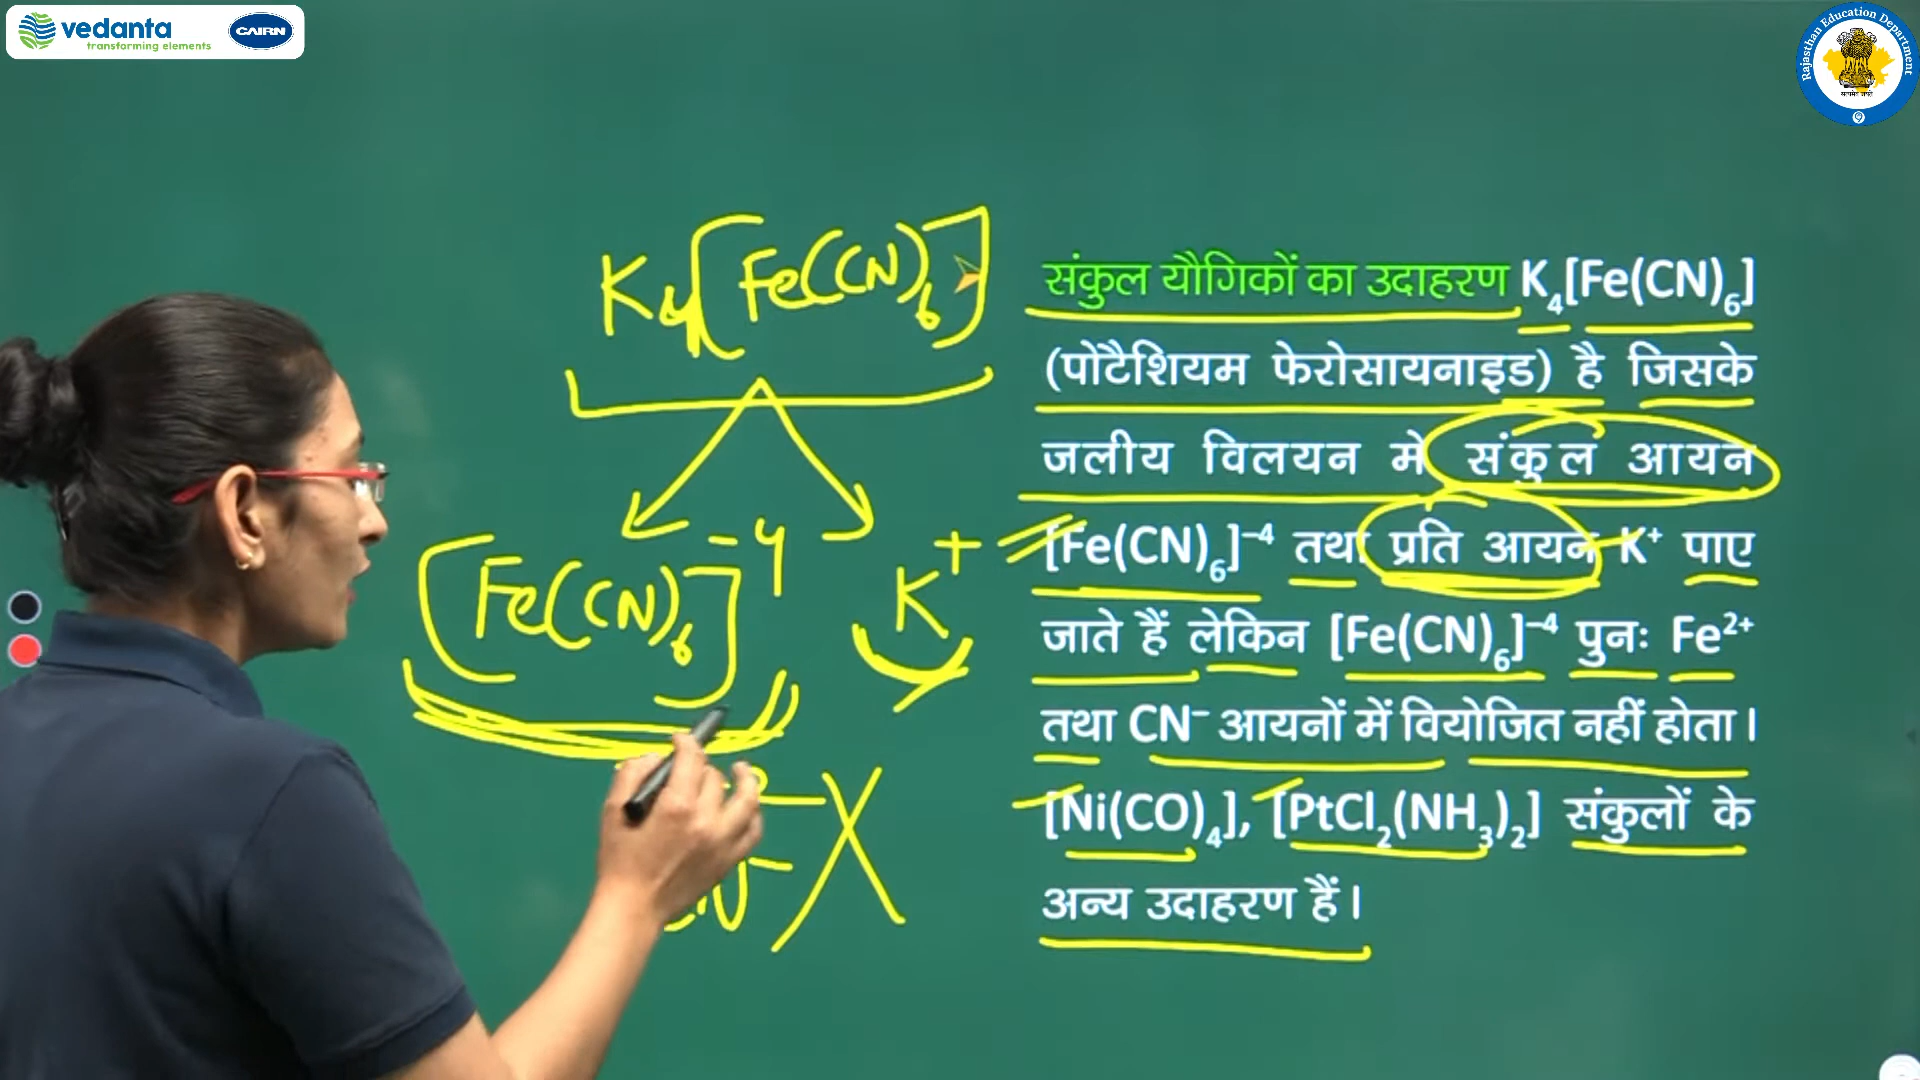 vedanta
transforming elements
CAIRN
Rajasthan Education Department
K4[Fe(CN)6]
[Fe(CN)6]-4
K+
संकुल यौगिकों का उदाहरण K4[Fe(CN)6]
(पोटैशियम फेरोसायनाइड) है जिसके
जलीय विलयन में संकुल आयन
[Fe(CN)6]–4 तथा प्रति आयन K+ पाए
जाते हैं लेकिन [Fe(CN)6]–4 पुनः Fe2+
तथा CN– आयनों में वियोजित नहीं होता।
[Ni(CO)4], [PtCl2(NH3)2] संकुलों के
अन्य उदाहरण हैं।